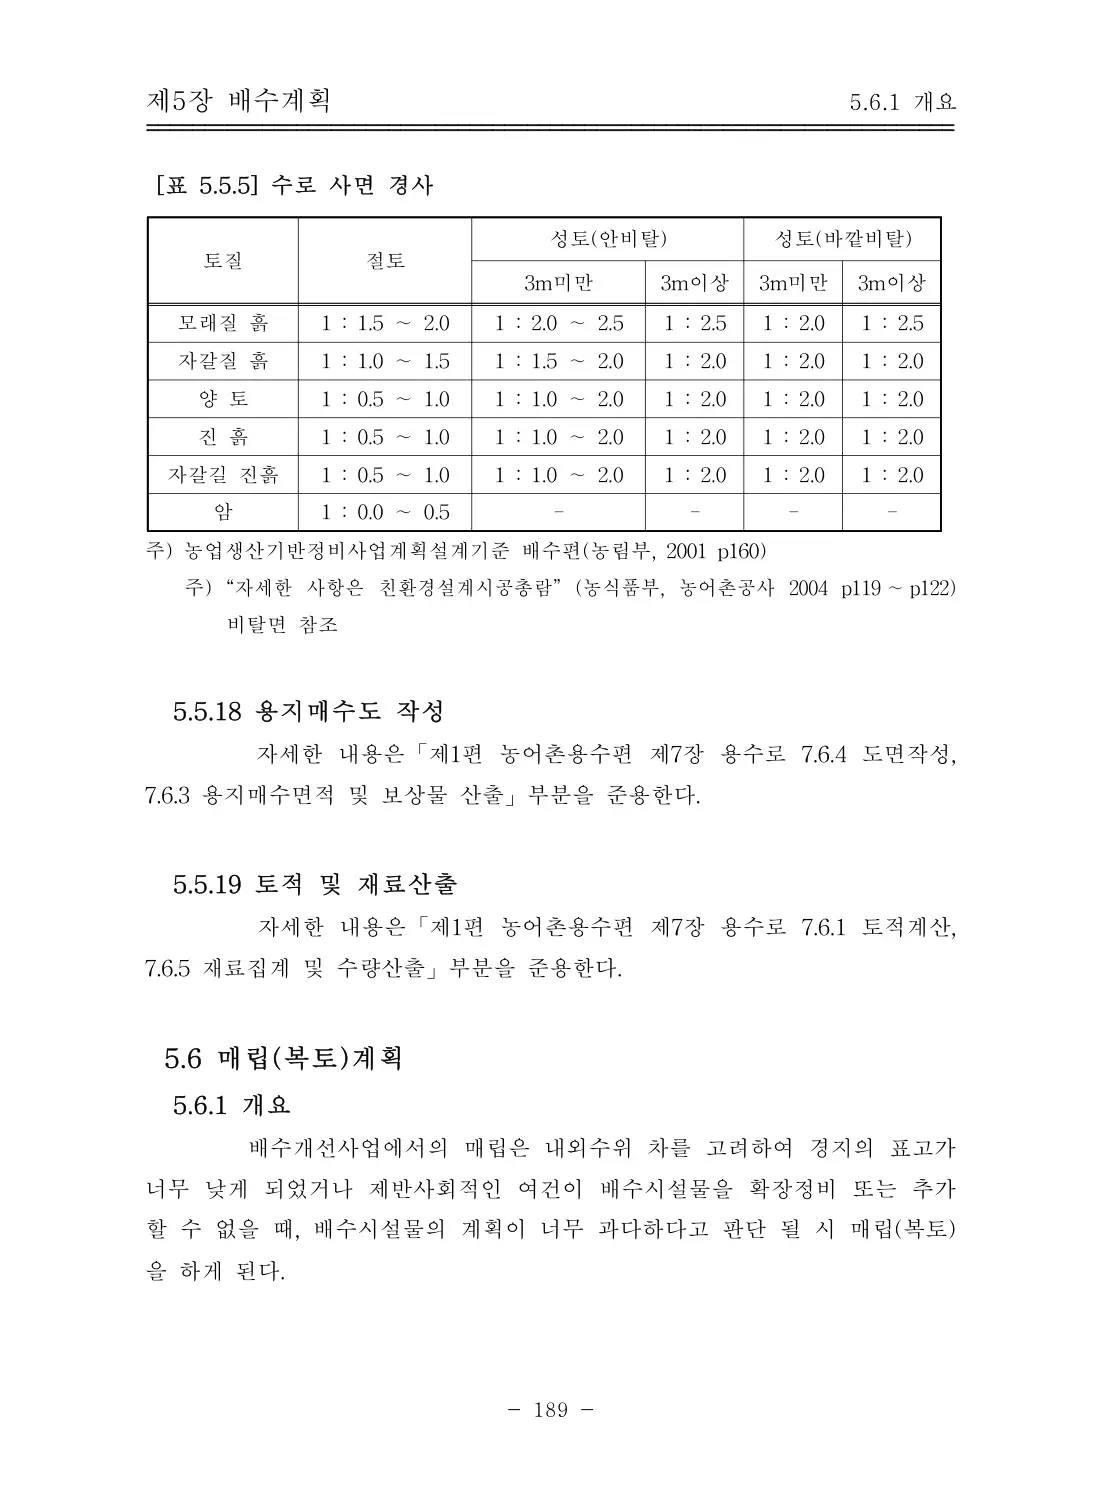 제5장 배수계획 5.6.1 개요
[표 5.5.5] 수로 사면 경사
토질 절토 성토(안비탈) 성토(바깥비탈)
3m미만 3m이상 3m미만 3m이상
모래질 흙 1 : 1.5 ~ 2.0 1 : 2.0 ~ 2.5 1 : 2.5 1 : 2.0 1 : 2.5
자갈질 흙 1 : 1.0 ~ 1.5 1 : 1.5 ~ 2.0 1 : 2.0 1 : 2.0 1 : 2.0
양 토 1 : 0.5 ~ 1.0 1 : 1.0 ~ 2.0 1 : 2.0 1 : 2.0 1 : 2.0
진 흙 1 : 0.5 ~ 1.0 1 : 1.0 ~ 2.0 1 : 2.0 1 : 2.0 1 : 2.0
자갈길 진흙 1 : 0.5 ~ 1.0 1 : 1.0 ~ 2.0 1 : 2.0 1 : 2.0 1 : 2.0
암 1 : 0.0 ~ 0.5 - - - -
주) 농업생산기반정비사업계획설계기준 배수편(농림부, 2001 p160)
주) “자세한 사항은 친환경설계시공총람” (농식품부, 농어촌공사 2004 p119 ~ p122)
비탈면 참조
5.5.18 용지매수도 작성
자세한 내용은「제1편 농어촌용수편 제7장 용수로 7.6.4 도면작성,
7.6.3 용지매수면적 및 보상물 산출」부분을 준용한다.
5.5.19 토적 및 재료산출
자세한 내용은「제1편 농어촌용수편 제7장 용수로 7.6.1 토적계산,
7.6.5 재료집계 및 수량산출」부분을 준용한다.
5.6 매립(복토)계획
5.6.1 개요
배수개선사업에서의 매립은 내외수위 차를 고려하여 경지의 표고가
너무 낮게 되었거나 제반사회적인 여건이 배수시설물을 확장정비 또는 추가
할 수 없을 때, 배수시설물의 계획이 너무 과다하다고 판단 될 시 매립(복토)
을 하게 된다.
- 189 -